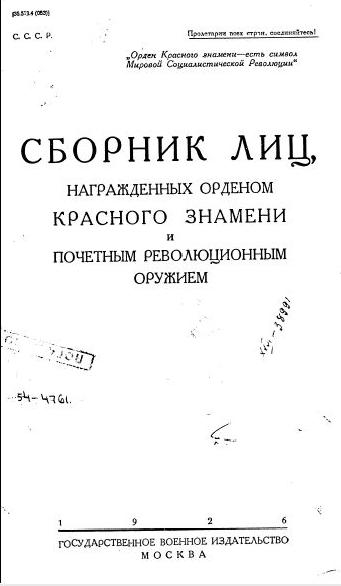 С. С. С. Р.
Пролетарии всех стран, соединяйтесь!
„Орден Красного знамени—есть символ
Мировой Социалистической Революции“
СБОРНИК ЛИЦ,
НАГРАЖДЕННЫХ ОРДЕНОМ
КРАСНОГО ЗНАМЕНИ
И
ПОЧЕТНЫМ РЕВОЛЮЦИОННЫМ
ОРУЖИЕМ
54-4761.
1 9 2 6
ГОСУДАРСТВЕННОЕ ВОЕННОЕ ИЗДАТЕЛЬСТВО
МОСКВА